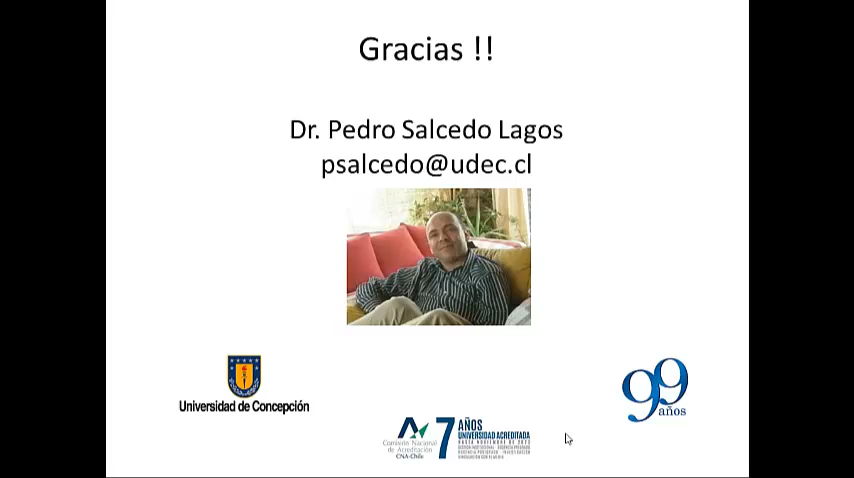 Gracias !!
Dr. Pedro Salcedo Lagos
psalcedo@udec.cl
Universidad de Concepción
99
años
Comisión Nacional
de Acreditación
CNA-Chile
7 AÑOS
UNIVERSIDAD ACREDITADA